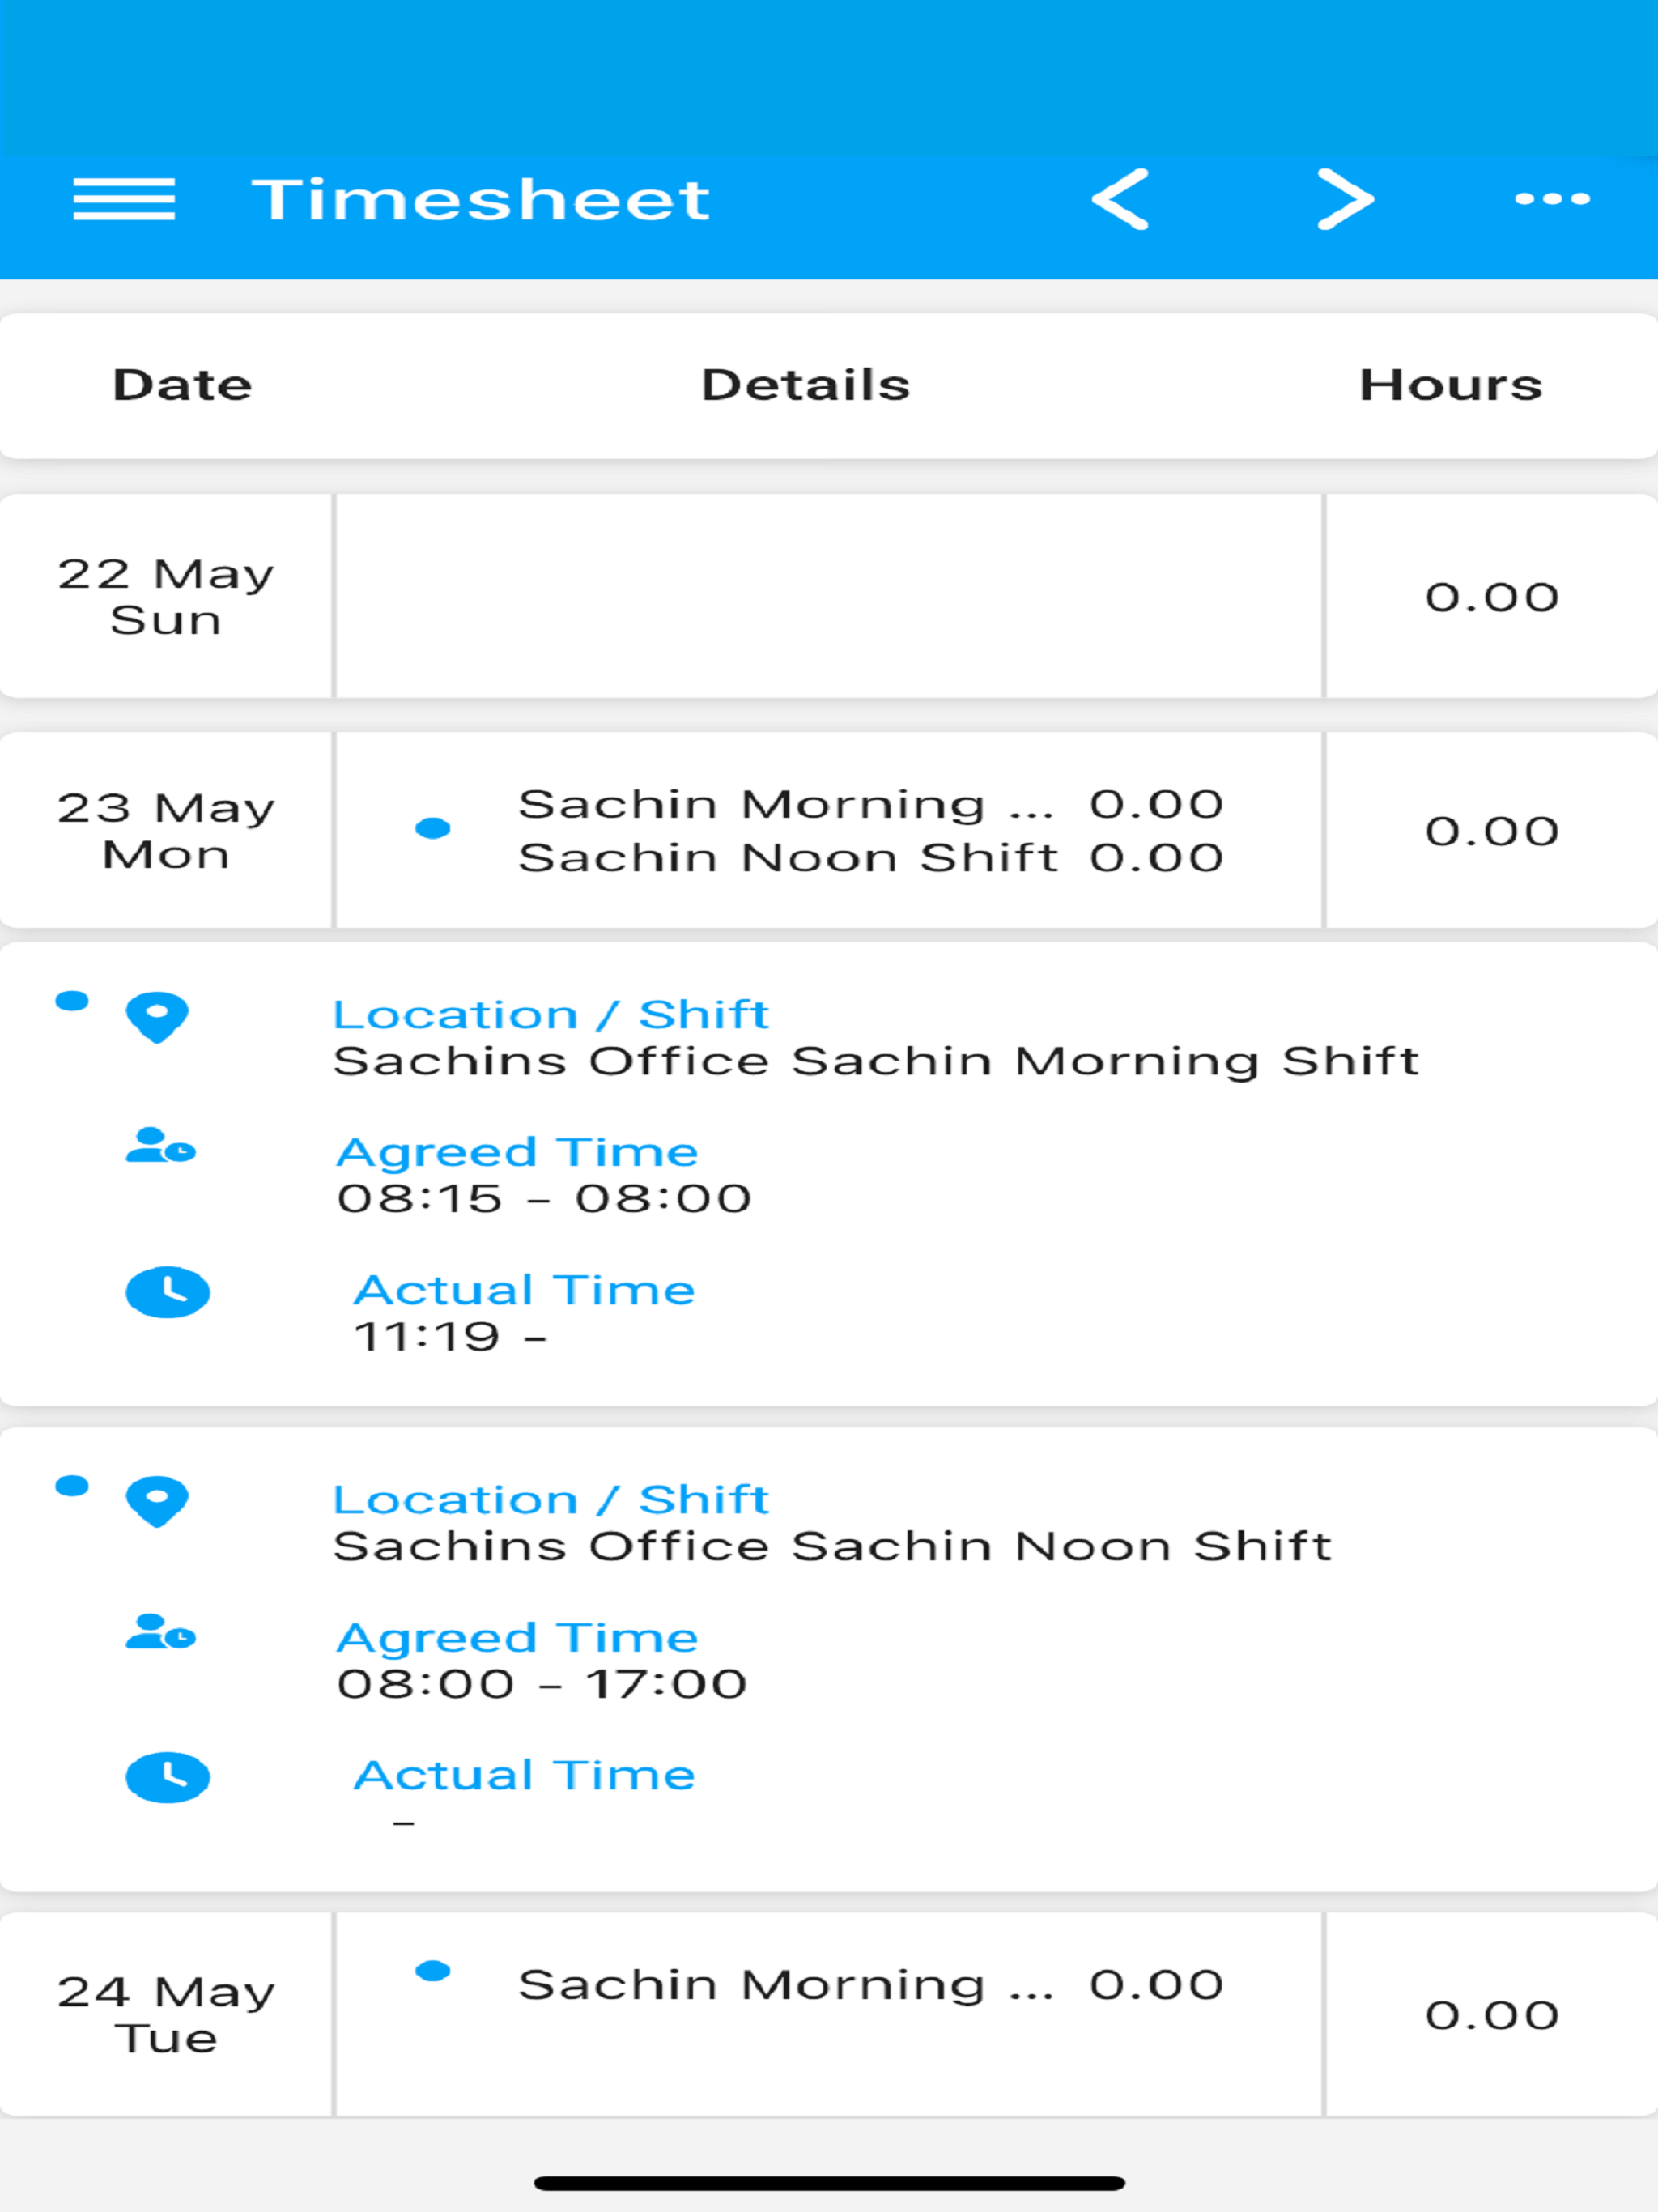 Timesheet
Date Details Hours
22 May
Sun
0.00
23 May
Mon
Sachin Morning ... 0.00
Sachin Noon Shift 0.00
0.00
Location / Shift
Sachins Office Sachin Morning Shift
Agreed Time
08:15 - 08:00
Actual Time
11:19 -
Location / Shift
Sachins Office Sachin Noon Shift
Agreed Time
08:00 - 17:00
Actual Time
-
24 May
Tue
Sachin Morning ... 0.00
0.00